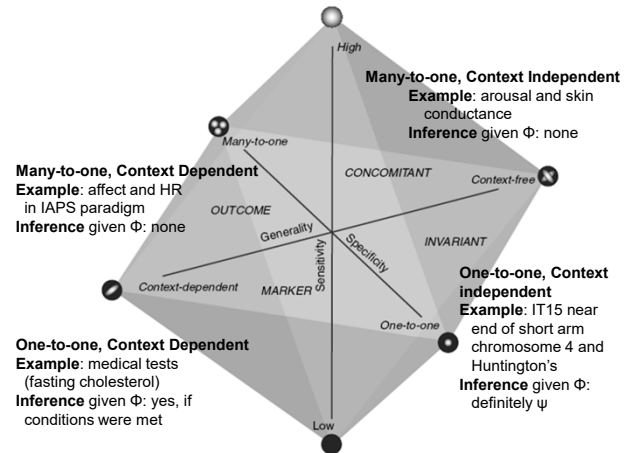 High
Many-to-one, Context Independent
Example: arousal and skin
conductance
Inference given Φ: none
Many-to-one
CONCOMITANT
Context-free
Many-to-one, Context Dependent
Example: affect and HR
in IAPS paradigm
Inference given Φ: none
OUTCOME
Generality
Specificity
Sensitivity
INVARIANT
Context-dependent
MARKER
One-to-one
One-to-one, Context
independent
Example: IT15 near
end of short arm
chromosome 4 and
Huntington's
Inference given Φ:
definitely ψ
One-to-one, Context Dependent
Example: medical tests
(fasting cholesterol)
Inference given Φ: yes, if
conditions were met
Low